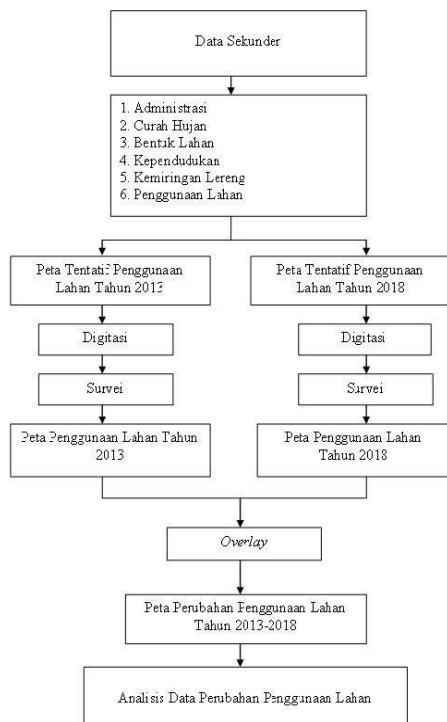 Data Sekunder
1. Administrasi
2. Curah Hujan
3. Bentuk Lahan
4. Kependudukan
5. Kemiringan Lereng
6. Penggunaan Lahan
Peta Tentatif Penggunaan
Lahan Tahun 2013
Peta Tentatif Penggunaan
Lahan Tahun 2018
Digitasi
Digitasi
Survei
Survei
Peta Penggunaan Lahan Tahun
2013
Peta Penggunaan Lahan
Tahun 2018
Overlay
Peta Perubahan Penggunaan Lahan
Tahun 2013-2018
Analisis Data Perubahan Penggunaan Lahan